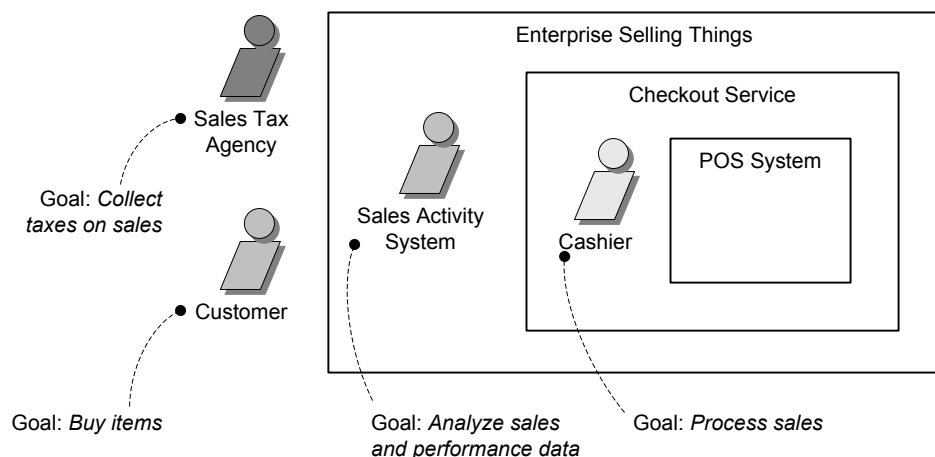 Enterprise Selling Things
Checkout Service
POS System
Sales Tax
Agency
Goal: Collect
taxes on sales
Sales Activity
System
Cashier
Customer
Goal: Buy items
Goal: Analyze sales
and performance data
Goal: Process sales